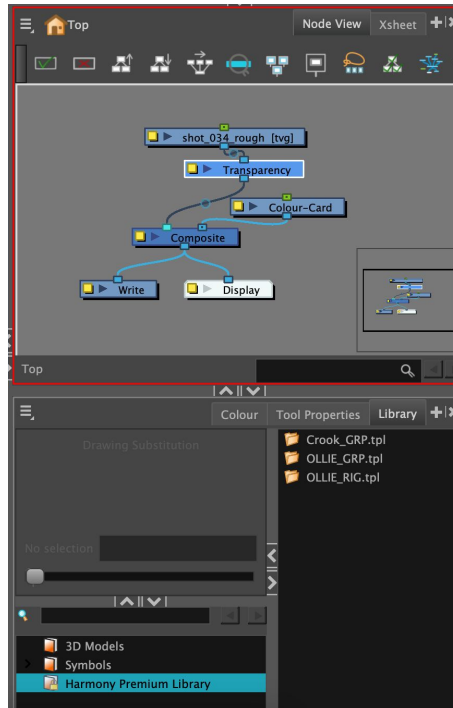 Top
Node View
Xsheet
shot_034_rough [tvg]
Transparency
Colour-Card
Composite
Write
Display
Top
Colour
Tool Properties
Library
Drawing Substitution
Crook_GRP.tpl
OLLIE_GRP.tpl
OLLIE_RIG.tpl
No selection
3D Models
Symbols
Harmony Premium Library